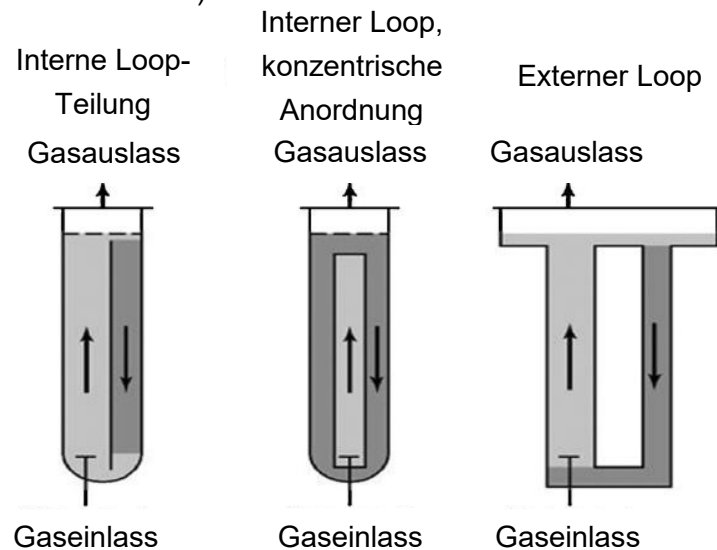 )
Interne Loop-
Teilung
Gasauslass
Interner Loop,
konzentrische
Anordnung
Gasauslass
Externer Loop
Gasauslass
Gaseinlass
Gaseinlass
Gaseinlass